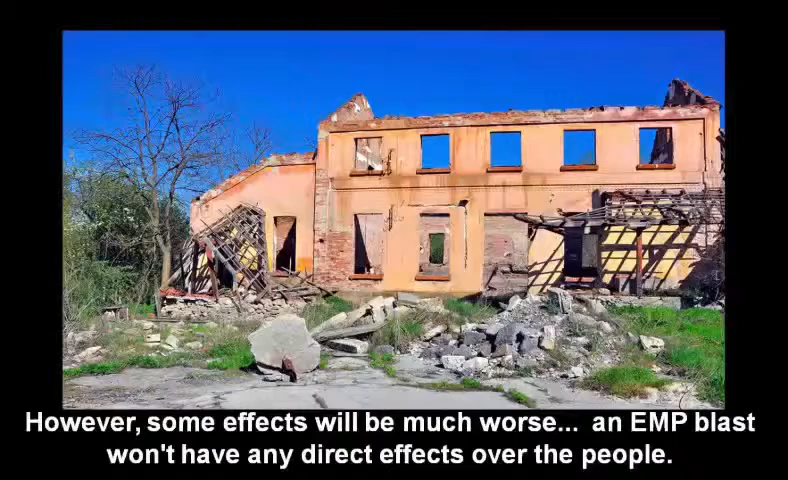 However, some effects will be much worse...  an EMP blast
won't have any direct effects over the people.